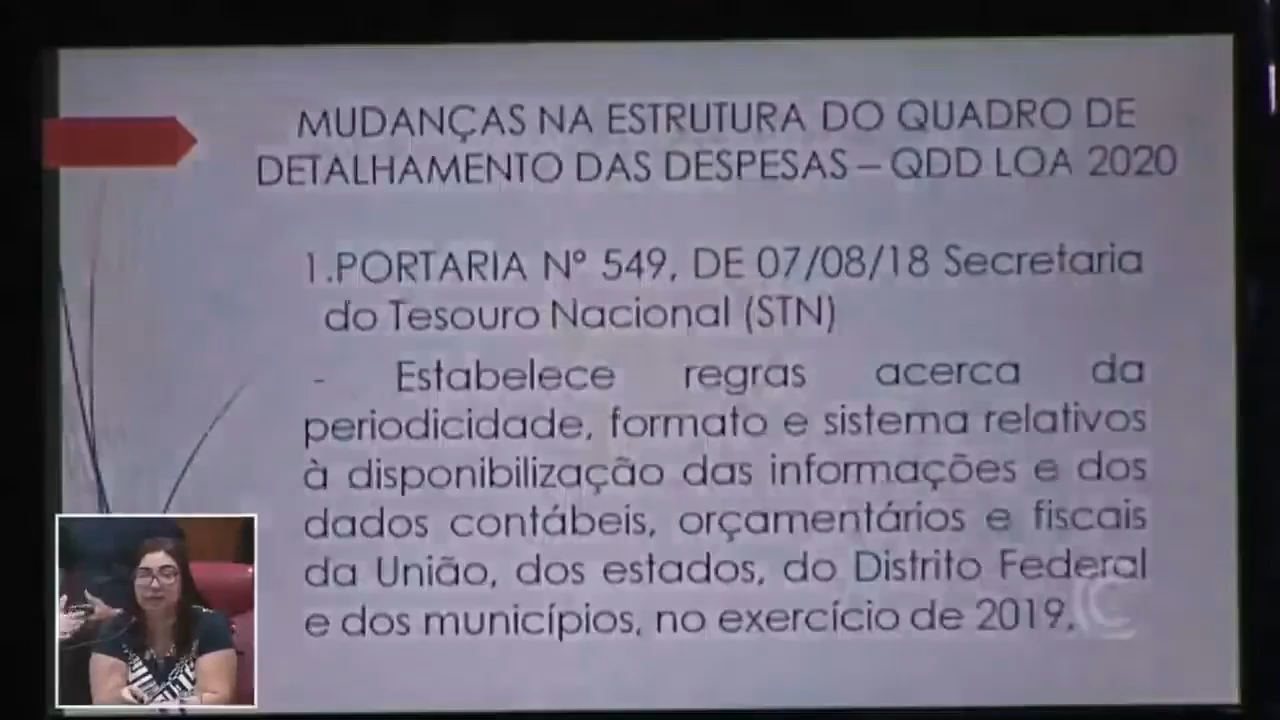 MUDANÇAS NA ESTRUTURA DO QUADRO DE
DETALHAMENTO DAS DESPESAS – QDD LOA 2020
1.PORTARIA Nº 549, DE 07/08/18 Secretaria
do Tesouro Nacional (STN)
- Estabelece regras acerca da
periodicidade, formato e sistema relativos
à disponibilização das informações e dos
dados contábeis, orçamentários e fiscais
da União, dos estados, do Distrito Federal
e dos municípios, no exercício de 2019.